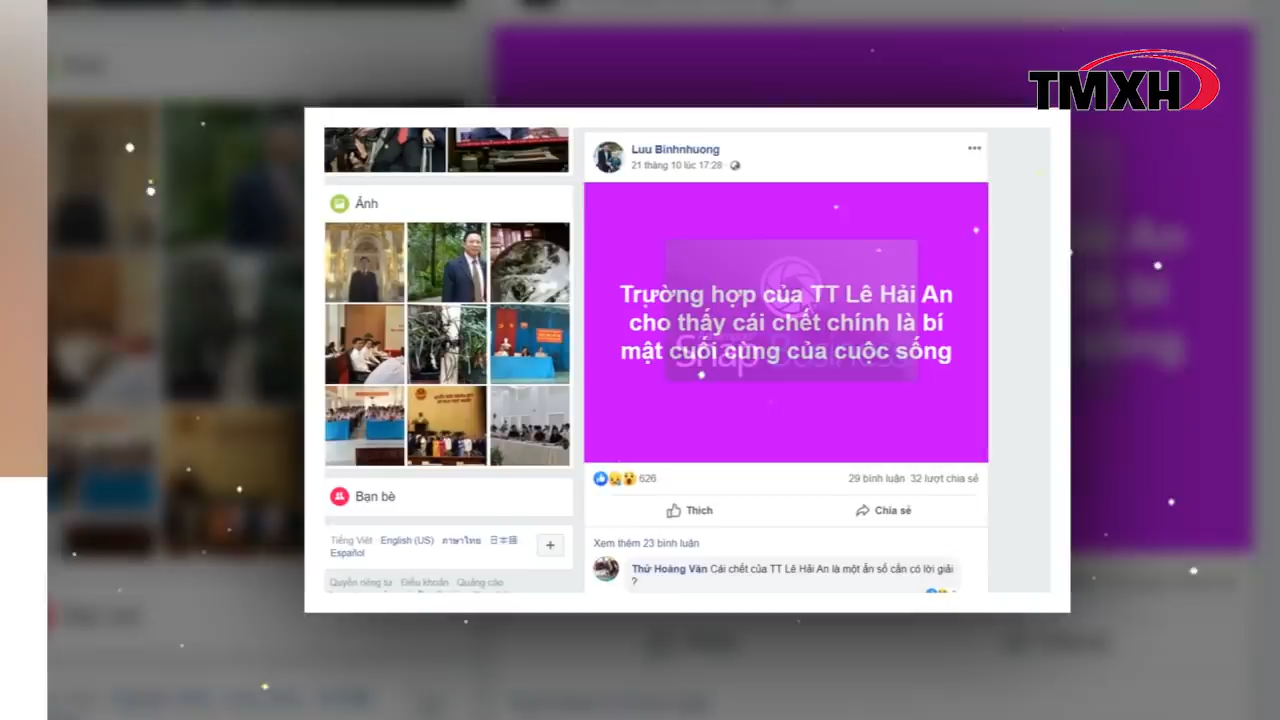 TMXH
Luu Binhnhuong
21 tháng 10 lúc 17:28
Ảnh
Trường hợp của TT Lê Hải An
cho thấy cái chết chính là bí
mật cuối cùng của cuộc sống
Snap Business
626
29 bình luận 32 lượt chia sẻ
Thích
Chia sẻ
Bạn bè
Xem thêm 23 bình luận
Tiếng Việt · English (US) ภาษาไทย 日本語
Español
+
Thứ Hoàng Văn Cái chết của TT Lê Hải An là một ẩn số cần có lời giải
?
Quyền riêng tư Điều khoản Quảng cáo